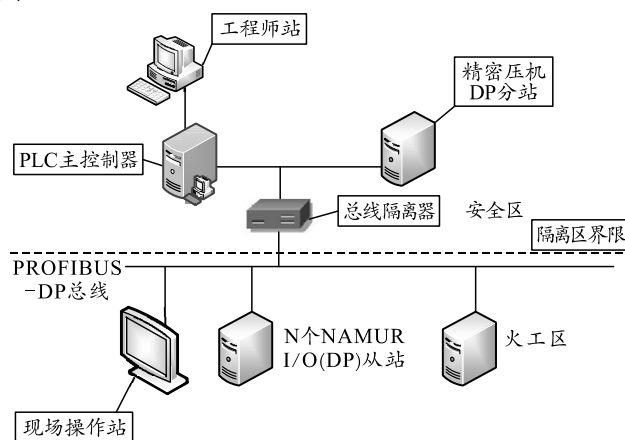 工程师站
精密压机
DP分站
PLC主控制器
总线隔离器
安全区
隔离区界限
PROFIBUS
-DP总线
N个NAMUR
I/O(DP)从站
火工区
现场操作站